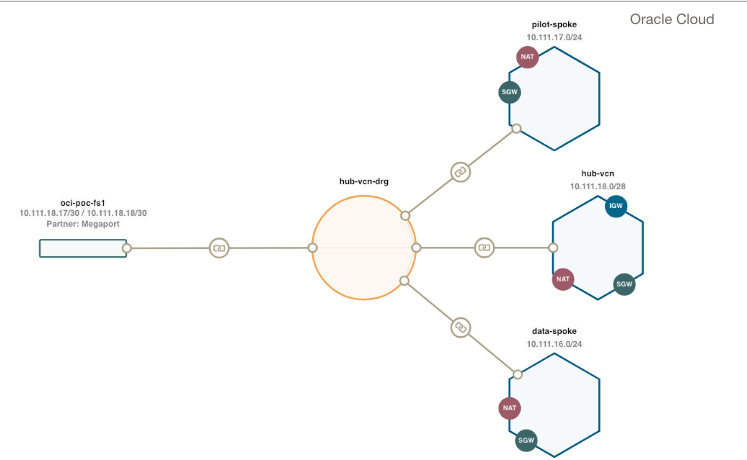 Oracle Cloud
pilot-spoke
10.111.17.0/24
NAT
SGW
hub-vcn-drg
hub-vcn
10.111.18.0/28
IGW
NAT
SGW
oci-poc-fs1
10.111.18.17/30 / 10.111.18.18/30
Partner: Megaport
data-spoke
10.111.16.0/24
NAT
SGW